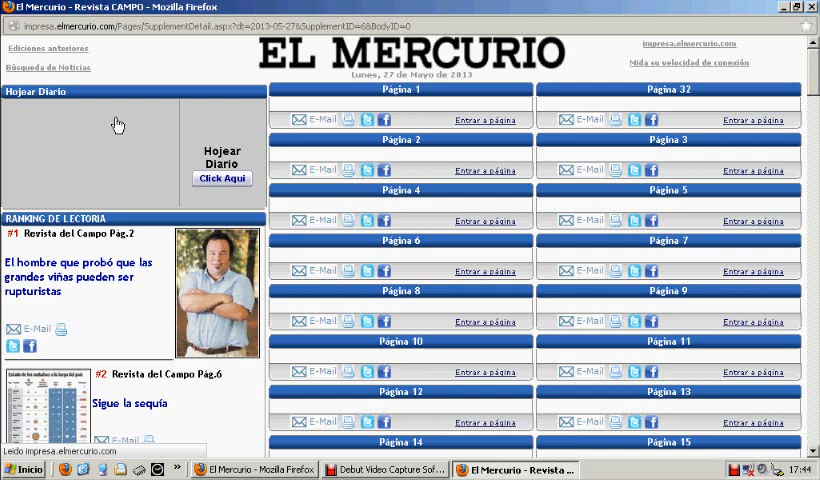 El Mercurio - Revista CAMPO - Mozilla Firefox
impresa.elmercurio.com/Pages/SupplementDetail.aspx?dt=2013-05-27&SupplementID=6&BodyID=0
Ediciones anteriores
Búsqueda de Noticias
EL MERCURIO
Lunes, 27 de Mayo de 2013
impresa.elmercurio.com
Mida su velocidad de conexión
Hojear Diario
Hojear
Diario
Click Aqui
RANKING DE LECTORIA
#1 Revista del Campo Pág.2
El hombre que probó que las
grandes viñas pueden ser
rupturistas
E-Mail
#2 Revista del Campo Pág.6
Sigue la sequía
E-Mail
Página 1
E-Mail Entrar a página
Página 32
E-Mail Entrar a página
Página 2
E-Mail Entrar a página
Página 3
E-Mail Entrar a página
Página 4
E-Mail Entrar a página
Página 5
E-Mail Entrar a página
Página 6
E-Mail Entrar a página
Página 7
E-Mail Entrar a página
Página 8
E-Mail Entrar a página
Página 9
E-Mail Entrar a página
Página 10
E-Mail Entrar a página
Página 11
E-Mail Entrar a página
Página 12
E-Mail Entrar a página
Página 13
E-Mail Entrar a página
Página 14
Página 15
Leido impresa.elmercurio.com
Inicio
El Mercurio - Mozilla Firefox
Debut Video Capture Sof...
El Mercurio - Revista ...
17:44